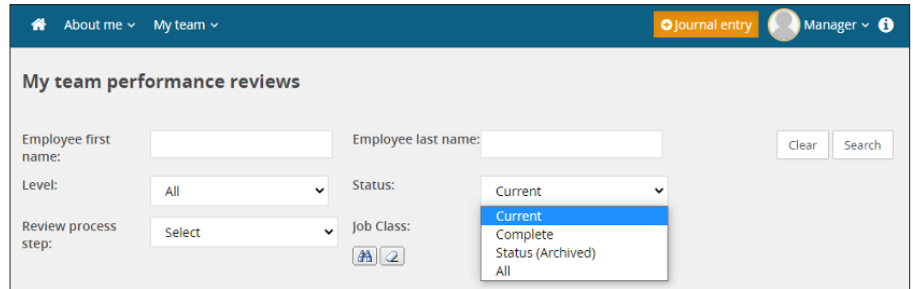 About me My team Journal entry Manager
My team performance reviews
Employee first name:
Employee last name:
Clear Search
Level: All
Status: Current
Review process step: Select
Job Class:
Current
Complete
Status (Archived)
All